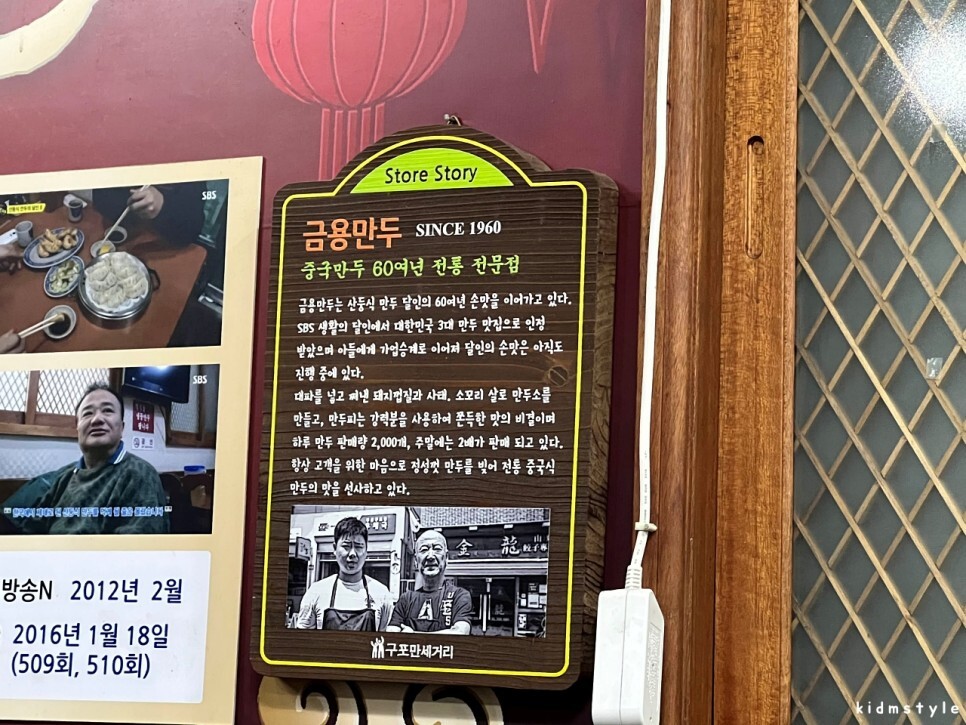 SBS
SBS
방송N 2012년 2월
2016년 1월 18일
(509회, 510회)
Store Story
금용만두 SINCE 1960
중국만두 60여년 전통 전문점
금용만두는 산동식 만두 달인의 60여년 손맛을 이어가고 있다.
SBS 생활의 달인에서 대한민국 3대 만두 맛집으로 인정
받았으며 아들에게 가업승계로 이어져 달인의 손맛은 아직도
진행 중에 있다.
대파를 넣고 쪄낸 돼지껍질과 사태, 소꼬리 살로 만두소를
만들고, 만두피는 강력분을 사용하여 쫀득한 맛의 비결이며
하루 만두 판매량 2,000개, 주말에는 2배가 판매 되고 있다.
항상 고객을 위한 마음으로 정성껏 만두를 빚어 전통 중국식
만두의 맛을 선사하고 있다.
金龍 山
구포만세거리
kidmstyle